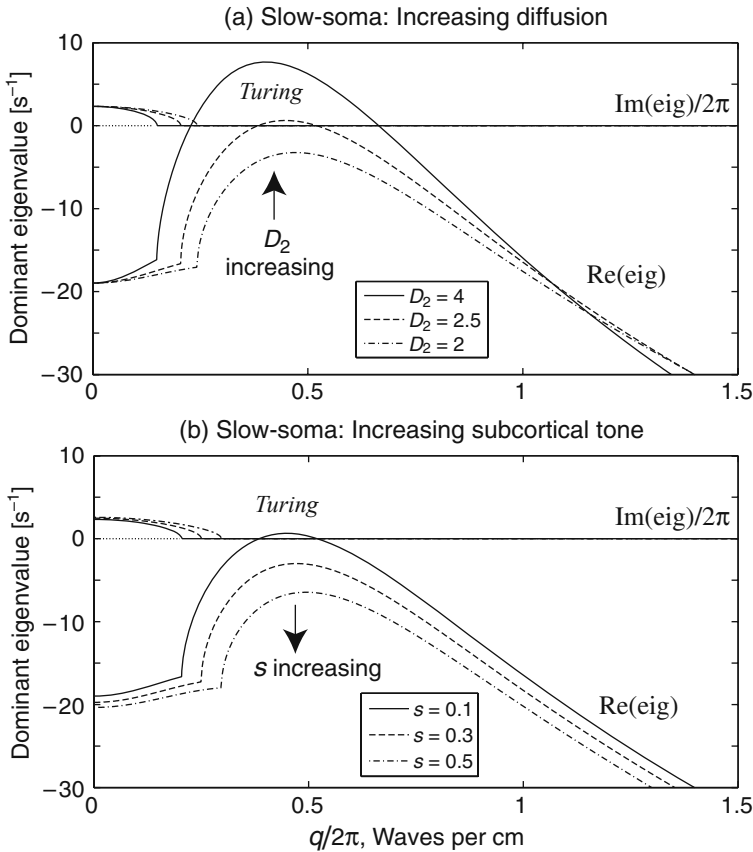 (a) Slow-soma: Increasing diffusion
Dominant eigenvalue [s⁻¹]
10
0
−10
−20
−30
Turing
Im(eig)/2π
D₂
increasing
Re(eig)
D₂ = 4
D₂ = 2.5
D₂ = 2
0
0.5
1
1.5
(b) Slow-soma: Increasing subcortical tone
Dominant eigenvalue [s⁻¹]
10
0
−10
−20
−30
Turing
Im(eig)/2π
s increasing
Re(eig)
s = 0.1
s = 0.3
s = 0.5
0
0.5
1
1.5
q/2π, Waves per cm